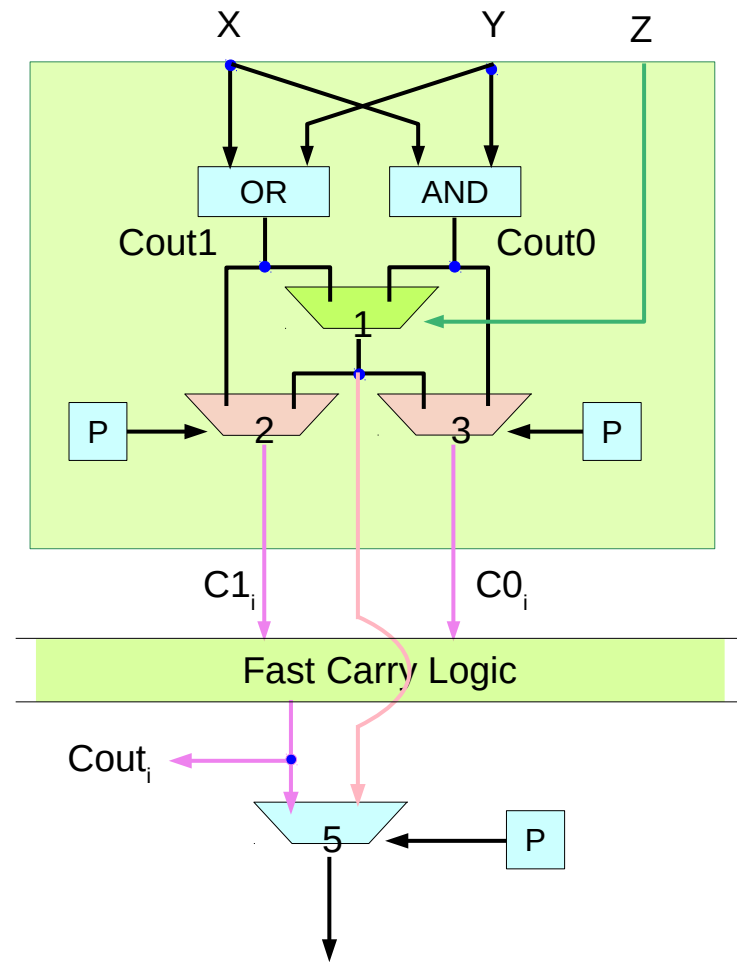 X Y Z
OR AND
Cout1 Cout0
1
P 2 3 P
C1i C0i
Fast Carry Logic
Couti
5 P